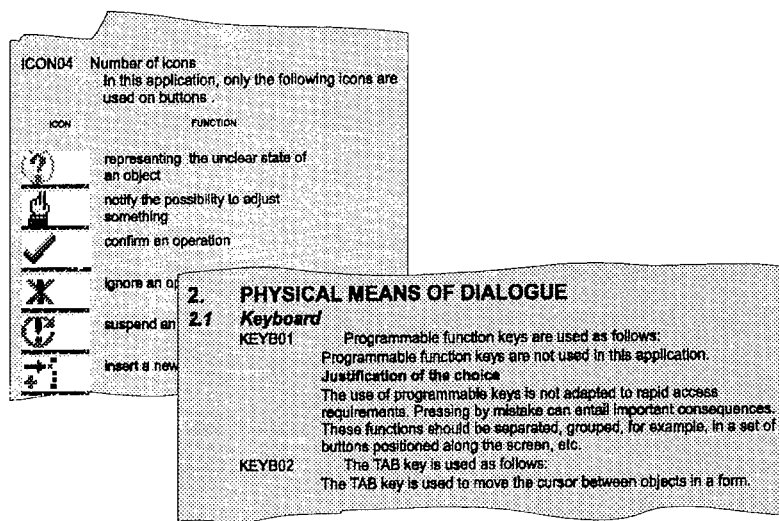 ICON04 Number of icons
In this application, only the following icons are
used on buttons .
ICON FUNCTION
representing the unclear state of
an object
notify the possibility to adjust
something
confirm an operation
ignore an
suspend an
insert a new
2. PHYSICAL MEANS OF DIALOGUE
2.1 Keyboard
KEYB01 Programmable function keys are used as follows:
Programmable function keys are not used in this application.
Justification of the choice
The use of programmable keys is not adapted to rapid access
requirements. Pressing by mistake can entail important consequences.
These functions should be separated, grouped, for example, in a set of
buttons positioned along the screen, etc.
KEYB02 The TAB key is used as follows:
The TAB key is used to move the cursor between objects in a form.